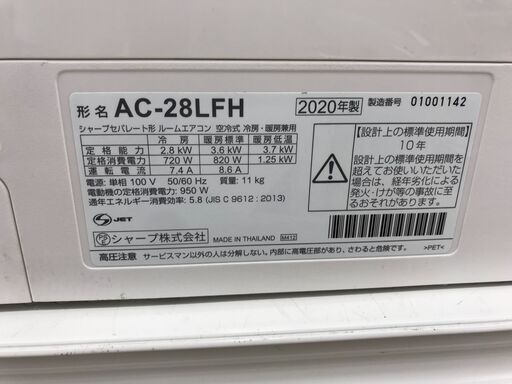 形名 AC-28LFH 2020年製 製造番号 01001142
シャープセパレート形 ルームエアコン 空冷式 冷房・暖房兼用
冷房 暖房標準 暖房低温
定格能力 2.8 kW 3.6 kW 3.7 kW
定格消費電力 720 W 820 W 1.25 kW
運転電流 7.4 A 8.6 A
電源: 単相 100 V 50/60 Hz 質量: 11 kg
電動機の定格消費電力: 950 W
通年エネルギー消費効率: 5.8 (JIS C 9612 : 2013)
【設計上の標準使用期間】
10年
設計上の標準使用期間を
超えてお使いいただいた
場合は、経年劣化による
発火・けが等の事故に
至るおそれがあります。
JET
シャープ株式会社 MADE IN THAILAND M412
>PET<
高圧注意 サービスマン以外の人は分解しないでください。内部に高電圧部があり、さわると危険です。